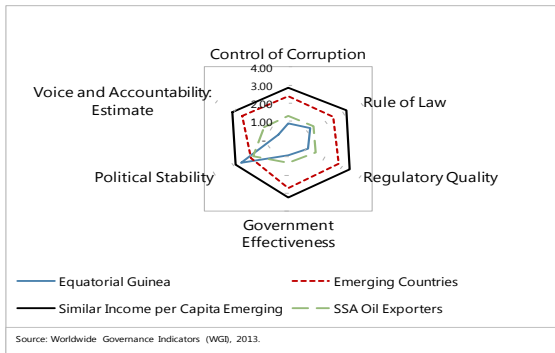 Control of Corruption
4.00
3.00
2.00
1.00
Voice and Accountability:
Estimate
Rule of Law
Political Stability
Regulatory Quality
Government
Effectiveness
Equatorial Guinea
Emerging Countries
Similar Income per Capita Emerging
SSA Oil Exporters
Source: Worldwide Governance Indicators (WGI), 2013.